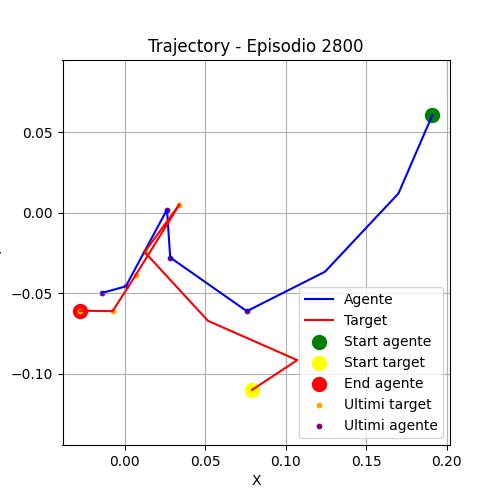 Trajectory - Episodio 2800
0.05
0.00
−0.05
−0.10
Agente
Target
Start agente
Start target
End agente
Ultimi target
Ultimi agente
0.00 0.05 0.10 0.15 0.20
X